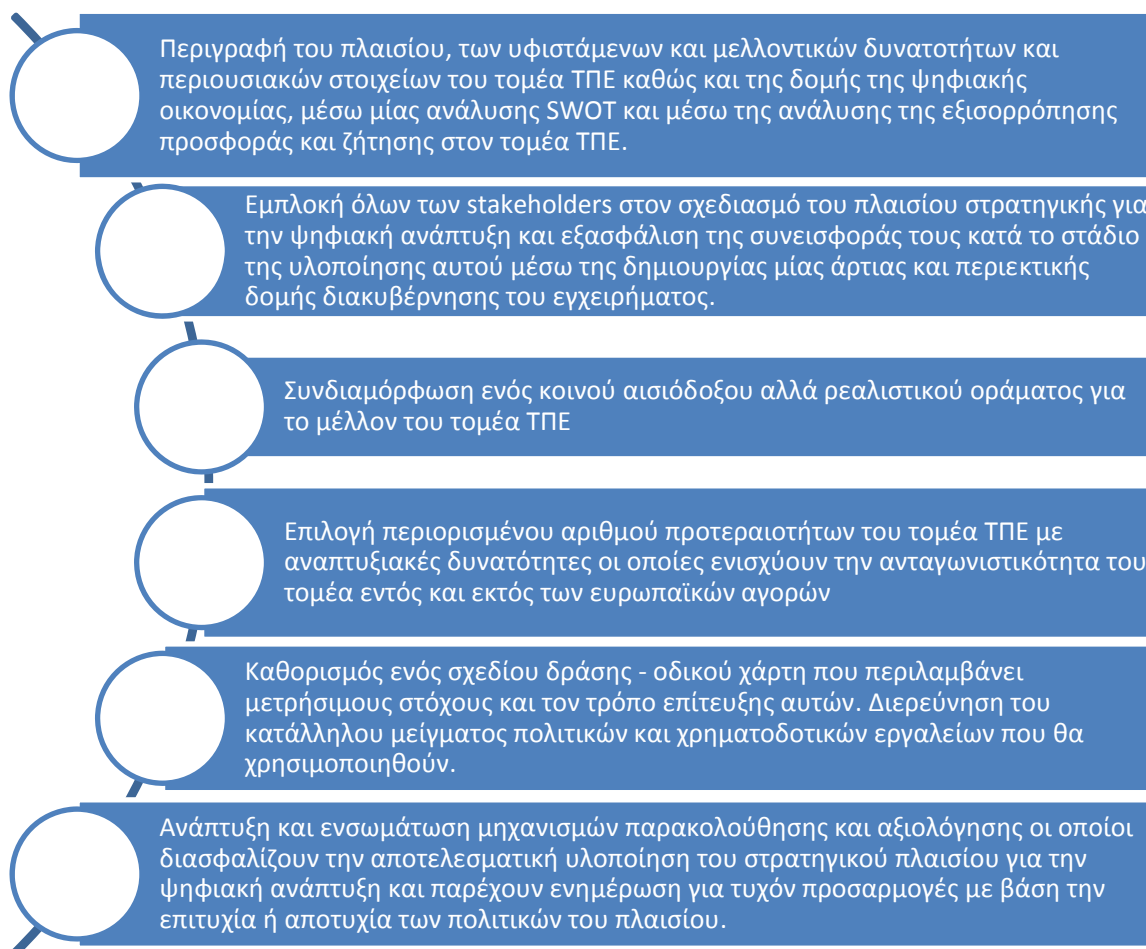 Περιγραφή του πλαισίου, των υφιστάμενων και μελλοντικών δυνατοτήτων και
περιουσιακών στοιχείων του τομέα ΤΠΕ καθώς και της δομής της ψηφιακής
οικονομίας, μέσω μίας ανάλυσης SWOT και μέσω της ανάλυσης της εξισορρόπησης
προσφοράς και ζήτησης στον τομέα ΤΠΕ.
Εμπλοκή όλων των stakeholders στον σχεδιασμό του πλαισίου στρατηγικής για
την ψηφιακή ανάπτυξη και εξασφάλιση της συνεισφοράς τους κατά το στάδιο
της υλοποίησης αυτού μέσω της δημιουργίας μίας άρτιας και περιεκτικής
δομής διακυβέρνησης του εγχειρήματος.
Συνδιαμόρφωση ενός κοινού αισιόδοξου αλλά ρεαλιστικού οράματος για
το μέλλον του τομέα ΤΠΕ
Επιλογή περιορισμένου αριθμού προτεραιοτήτων του τομέα ΤΠΕ με
αναπτυξιακές δυνατότητες οι οποίες ενισχύουν την ανταγωνιστικότητα του
τομέα εντός και εκτός των ευρωπαϊκών αγορών
Καθορισμός ενός σχεδίου δράσης - οδικού χάρτη που περιλαμβάνει
μετρήσιμους στόχους και τον τρόπο επίτευξης αυτών. Διερεύνηση του
κατάλληλου μείγματος πολιτικών και χρηματοδοτικών εργαλείων που θα
χρησιμοποιηθούν.
Ανάπτυξη και ενσωμάτωση μηχανισμών παρακολούθησης και αξιολόγησης οι οποίοι
διασφαλίζουν την αποτελεσματική υλοποίηση του στρατηγικού πλαισίου για την
ψηφιακή ανάπτυξη και παρέχουν ενημέρωση για τυχόν προσαρμογές με βάση την
επιτυχία ή αποτυχία των πολιτικών του πλαισίου.